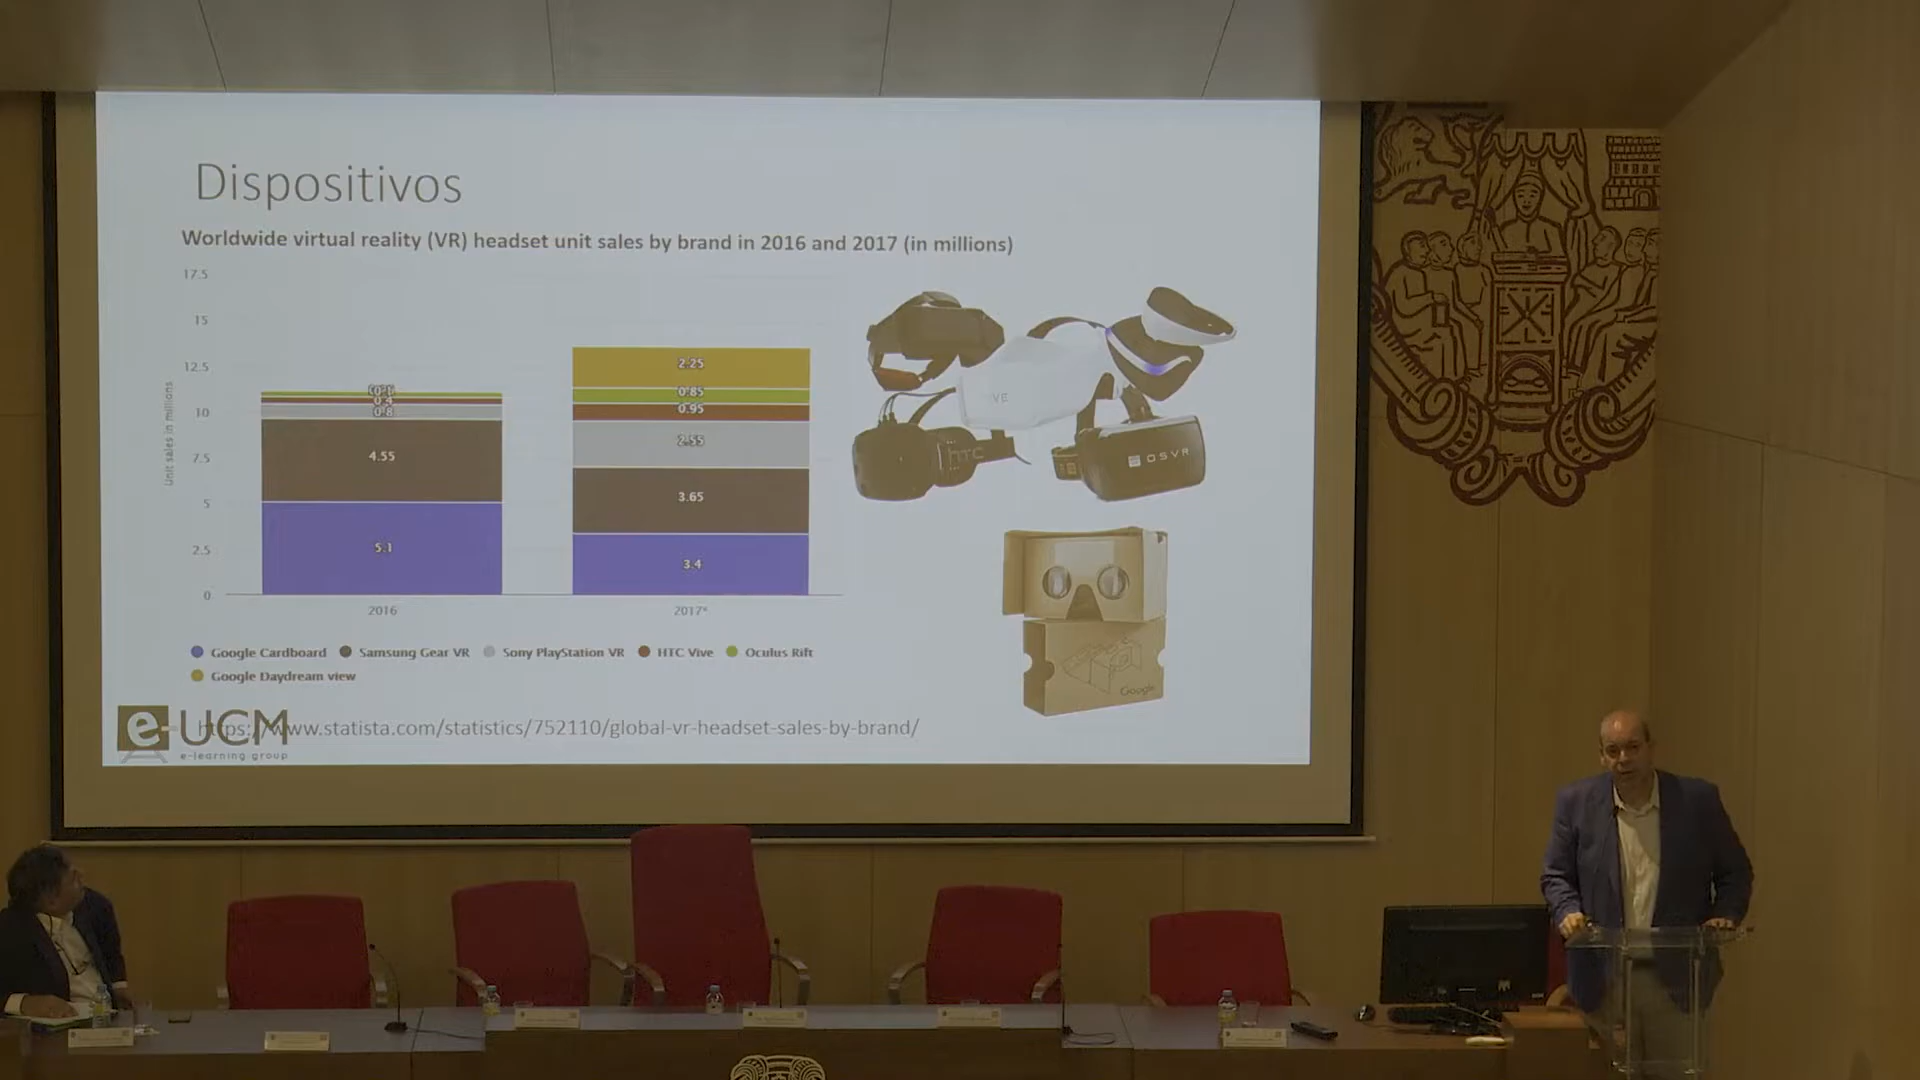 Dispositivos
Worldwide virtual reality (VR) headset unit sales by brand in 2016 and 2017 (in millions)
17.5
15
12.5
10
7.5
5
2.5
0
Unit sales in millions
0.4
0.8
4.55
5.1
2.25
0.85
0.95
2.55
3.65
3.4
2016
2017*
Google Cardboard
Samsung Gear VR
Sony PlayStation VR
HTC Vive
Oculus Rift
Google Daydream view
VE
hTC
OSVR
Google
e-UCM
e-learning group
https://www.statista.com/statistics/752110/global-vr-headset-sales-by-brand/